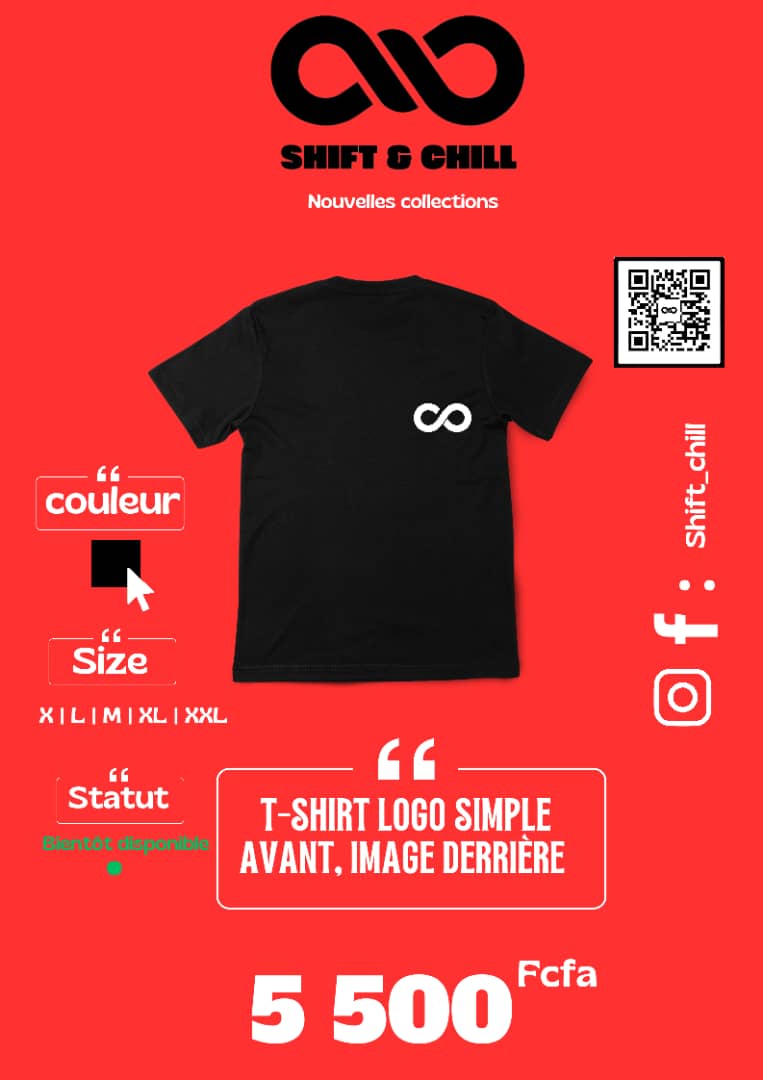 SHIFT & CHILL
Nouvelles collections
couleur
Size
X | L | M | XL | XXL
Statut
Bientôt disponible
Shift_chill
:
“
T-SHIRT LOGO SIMPLE
AVANT, IMAGE DERRIÈRE
5 500 Fcfa